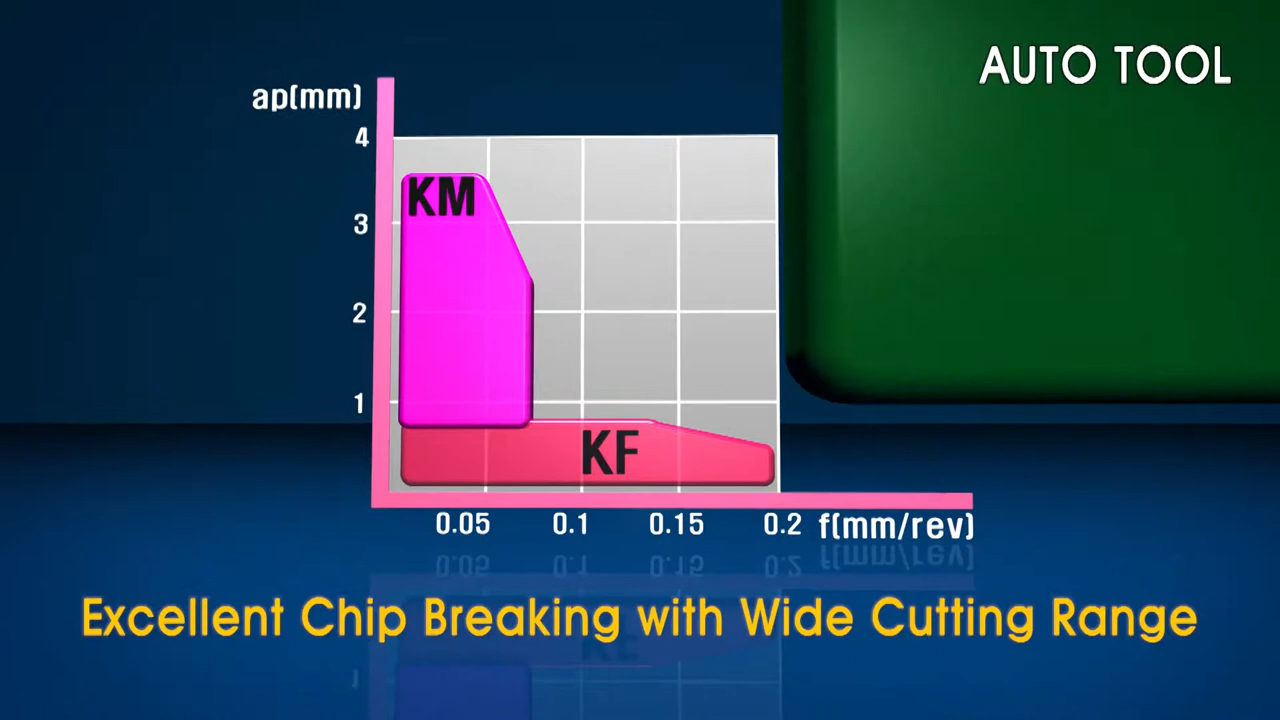 AUTO TOOL
ap(mm)
4
KM
3
2
1
KF
0.05 0.1 0.15 0.2 f(mm/rev)
Excellent Chip Breaking with Wide Cutting Range